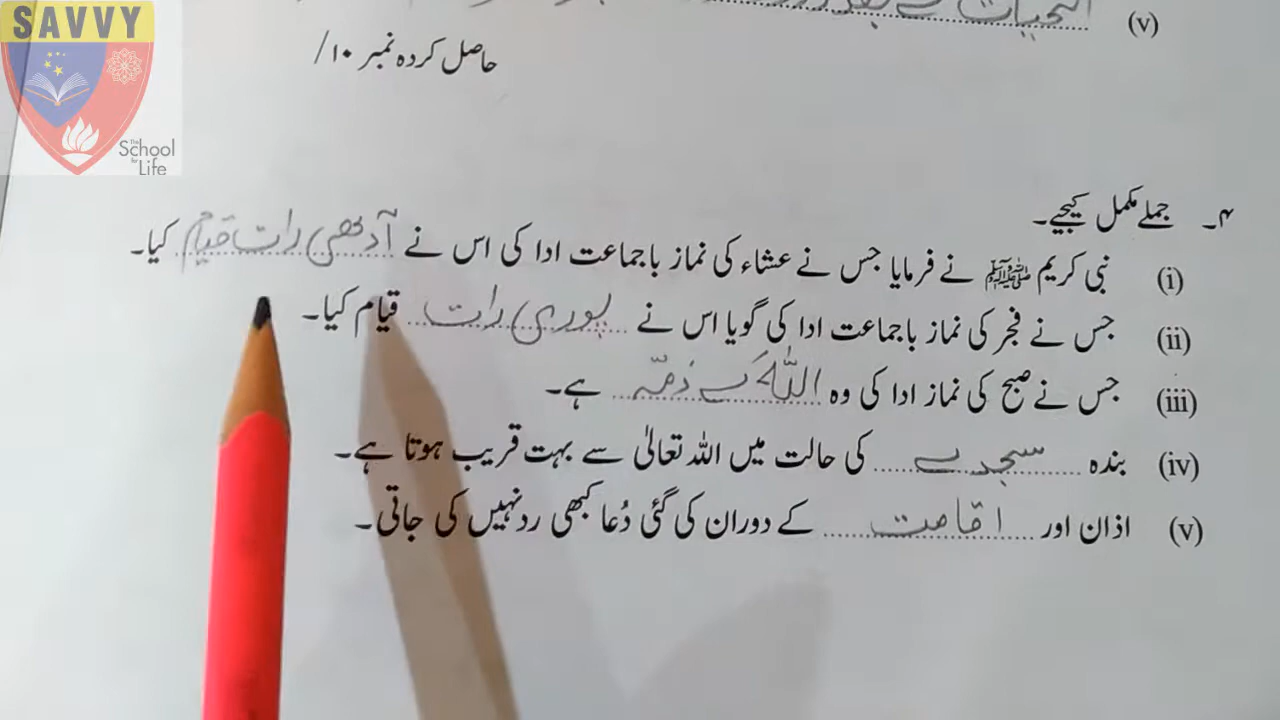 SAVVY
The School for Life
(v) التحیات کے بعد
حاصل کردہ نمبر ۱۰/
۴۔ جملے مکمل کیجیے۔
(i) نبی کریم ﷺ نے فرمایا جس نے عشاء کی نماز باجماعت ادا کی اس نے آدھی رات قیام کیا۔
(ii) جس نے فجر کی نماز باجماعت ادا کی گویا اس نے پوری رات قیام کیا۔
(iii) جس نے صبح کی نماز ادا کی وہ اللہ کے ذمہ ہے۔
(iv) بندہ سجدے کی حالت میں اللہ تعالیٰ سے بہت قریب ہوتا ہے۔
(v) اذان اور اقامت کے دوران کی گئی دُعا کبھی رد نہیں کی جاتی۔